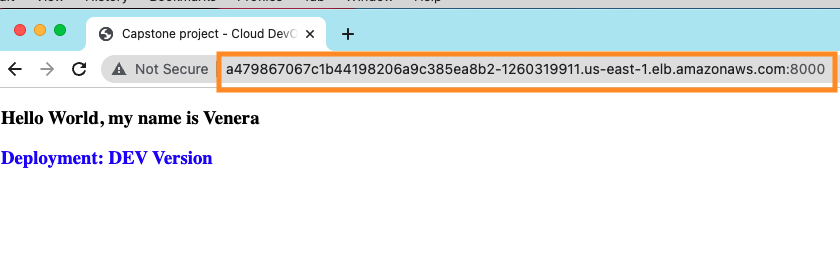 Capstone project - Cloud DevO
Not Secure a479867067c1b44198206a9c385ea8b2-1260319911.us-east-1.elb.amazonaws.com:8000
Hello World, my name is Venera
Deployment: DEV Version